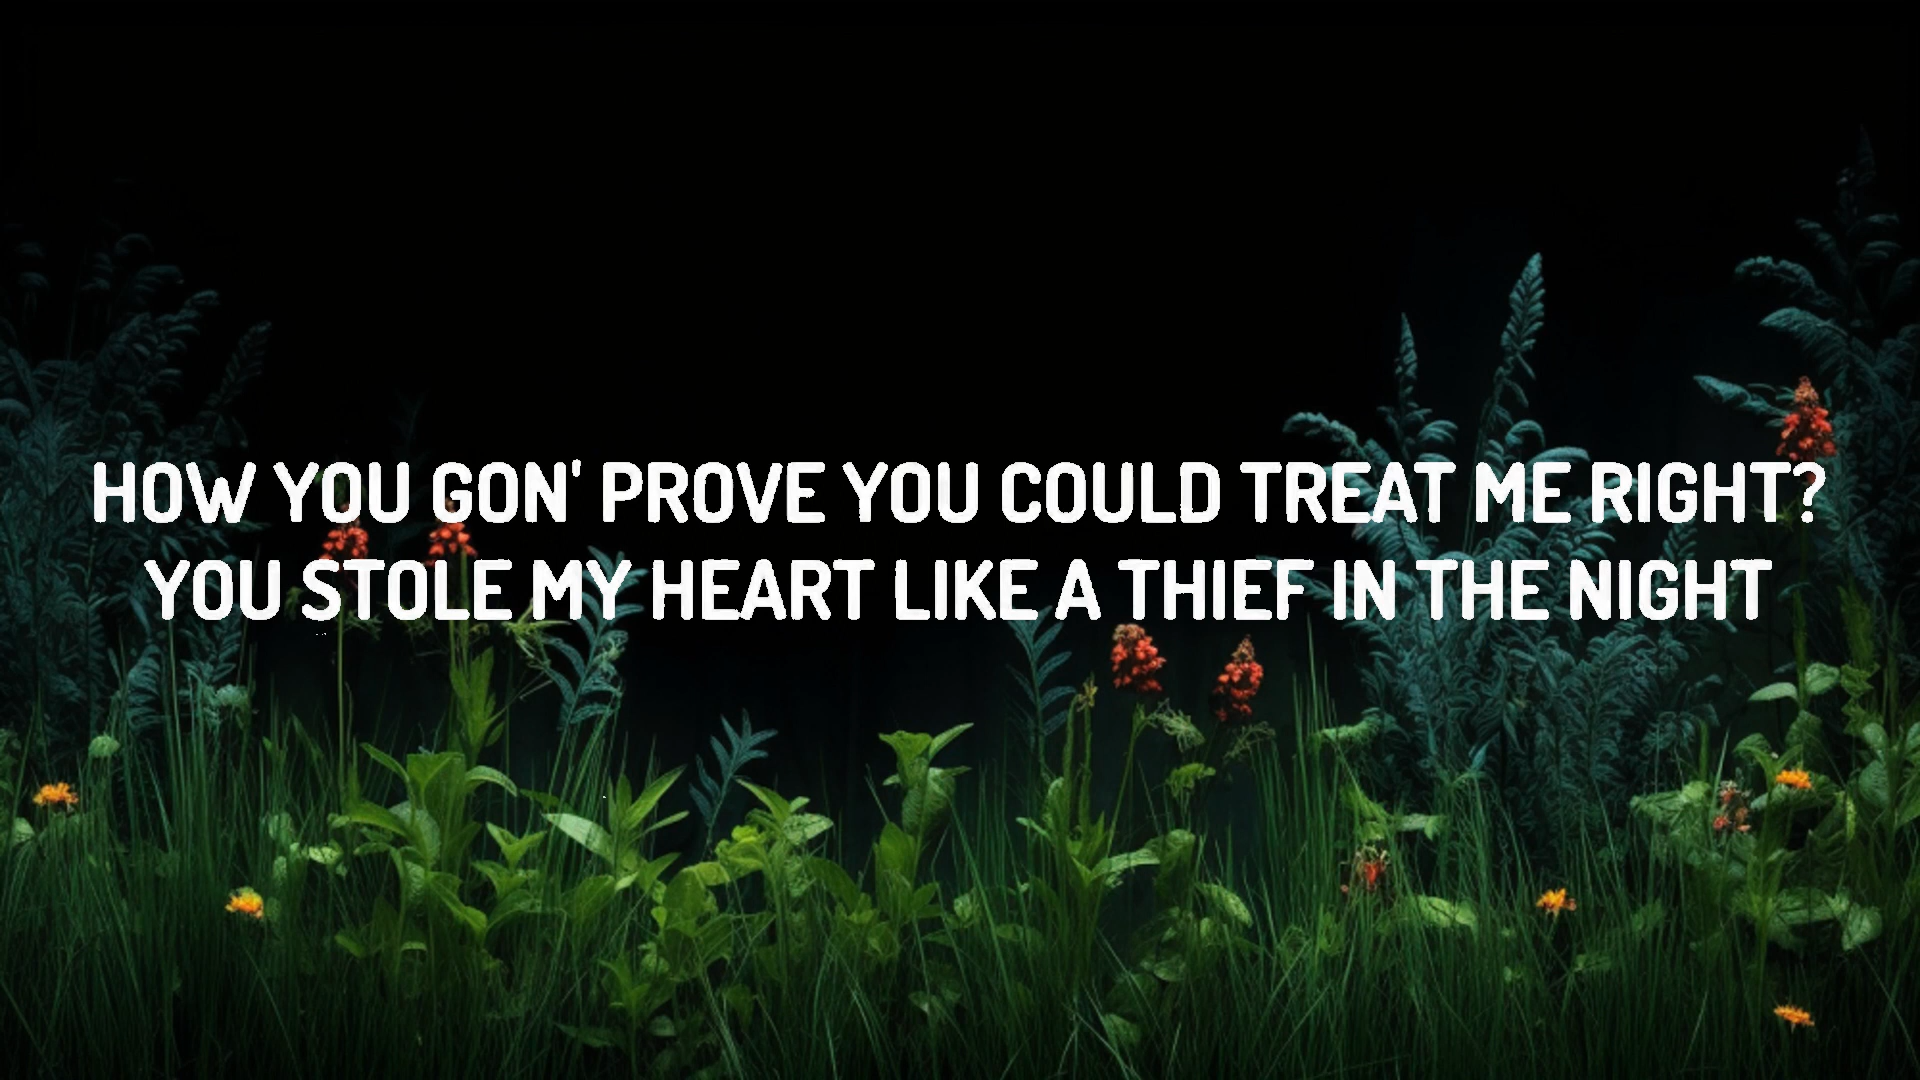 HOW YOU GON' PROVE YOU COULD TREAT ME RIGHT?
YOU STOLE MY HEART LIKE A THIEF IN THE NIGHT